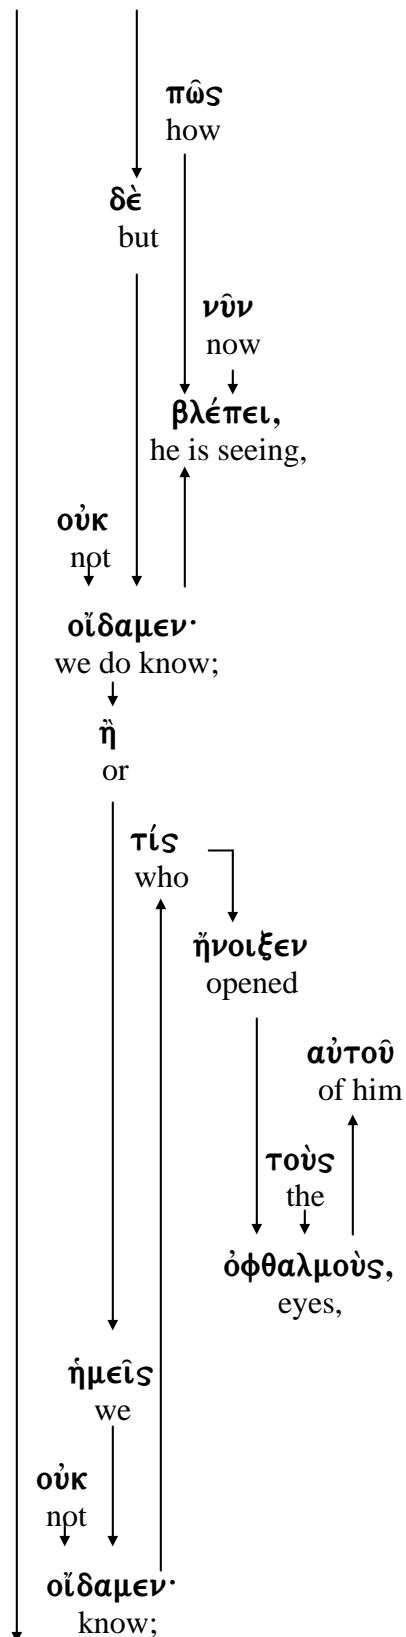 πῶς
how
δὲ
but
νῦν
now
βλέπει,
he is seeing,
οὐκ
not
οἴδαμεν·
we do know;
ἢ
or
τίς
who
ἤνοιξεν
opened
αὐτοῦ
of him
τοὺς
the
ὀφθαλμοὺς,
eyes,
ἡμεῖς
we
οὐκ
not
οἴδαμεν·
know;